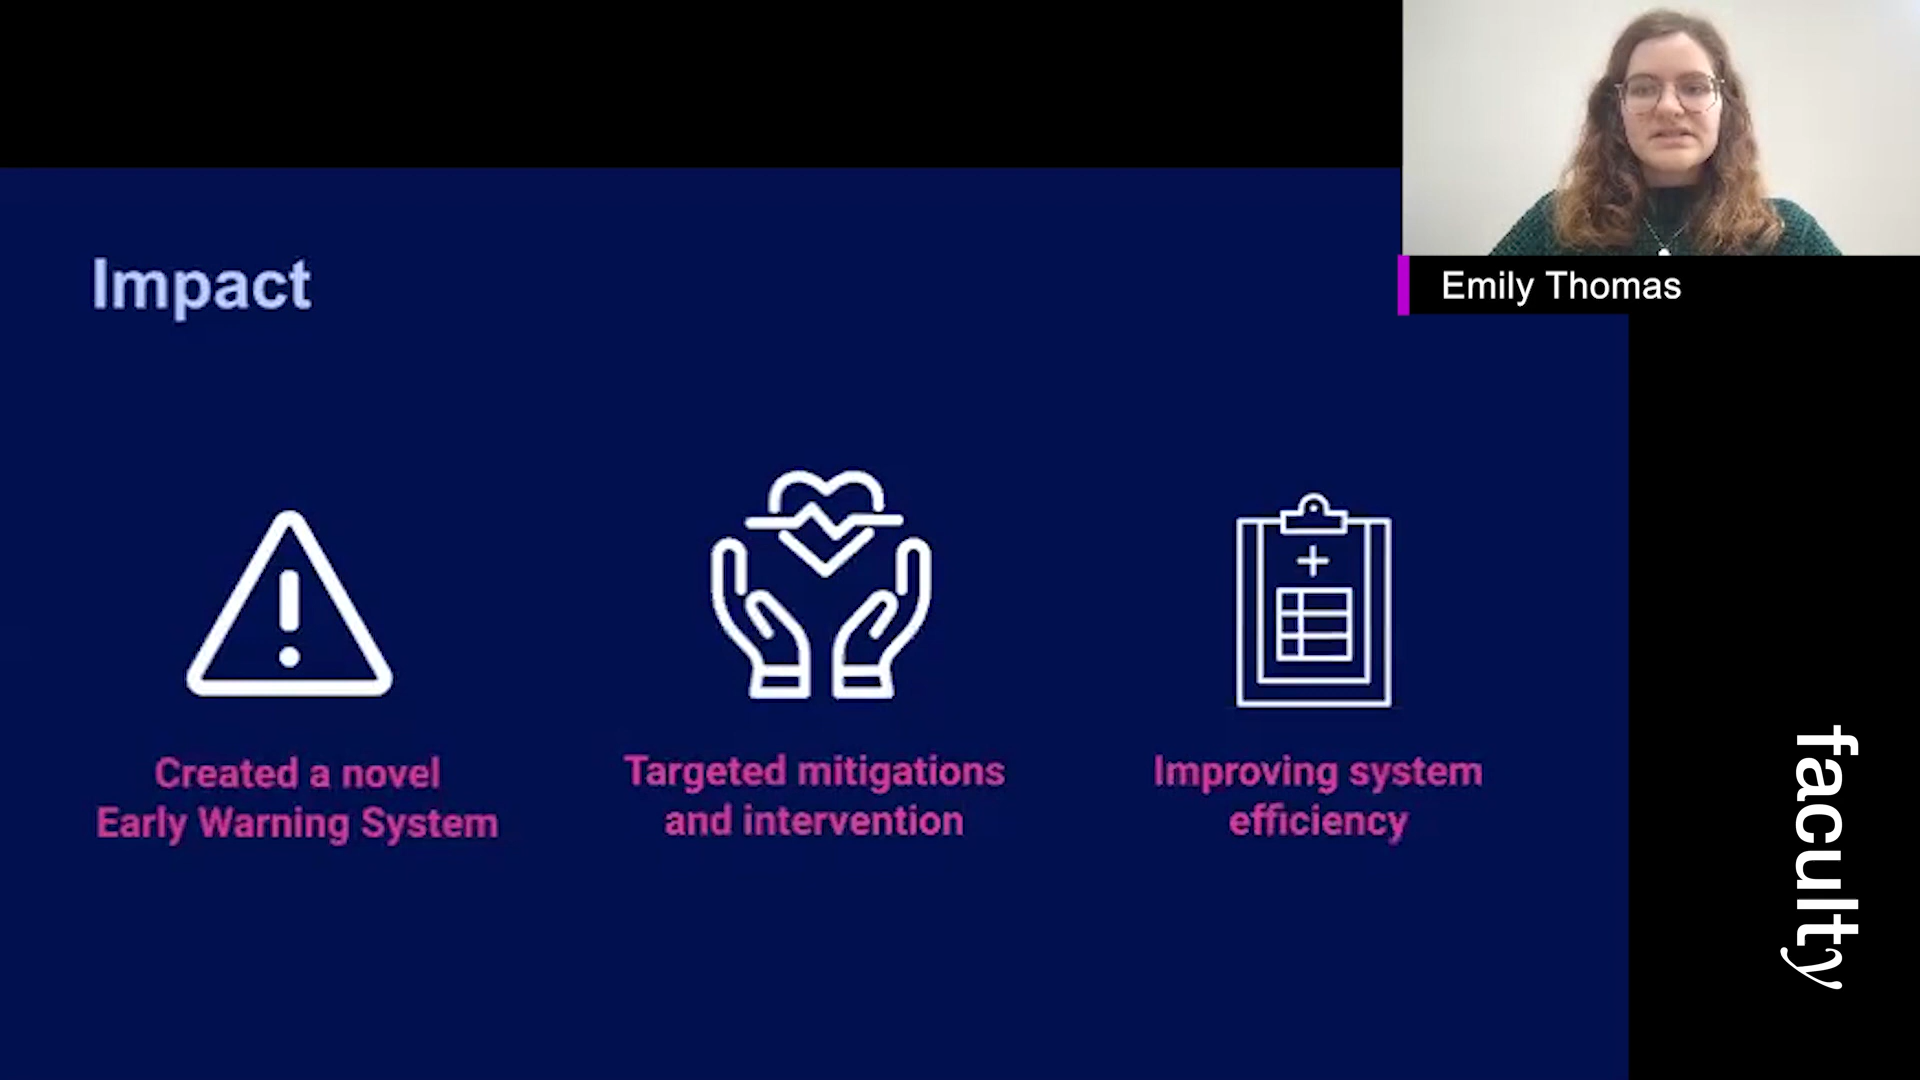 Emily Thomas
Impact
Created a novel
Early Warning System
Targeted mitigations
and intervention
Improving system
efficiency
faculty